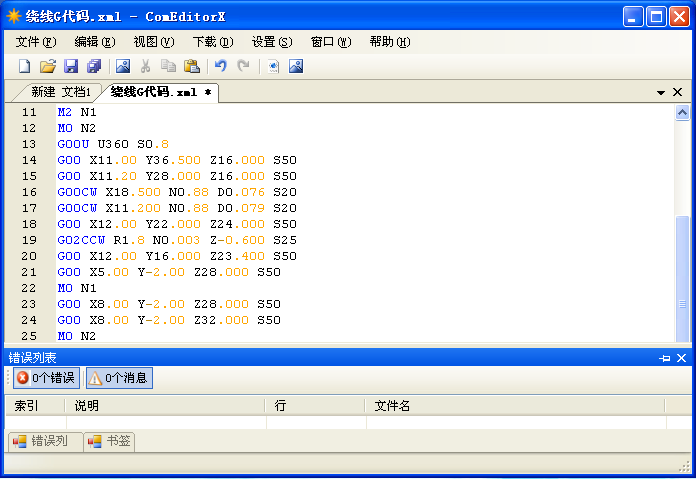 绕线G代码.xml - ComEditorX
文件(F) 编辑(E) 视图(V) 下载(D) 设置(S) 窗口(W) 帮助(H)
新建 文档1 绕线G代码.xml *
11 M2 N1
12 M0 N2
13 G00U U360 S0.8
14 G00 X11.00 Y36.500 Z16.000 S50
15 G00 X11.20 Y28.000 Z16.000 S50
16 G00CW X18.500 N0.88 D0.076 S20
17 G00CW X11.200 N0.88 D0.079 S20
18 G00 X12.00 Y22.000 Z24.000 S50
19 G02CCW R1.8 N0.003 Z-0.600 S25
20 G00 X12.00 Y16.000 Z23.400 S50
21 G00 X5.00 Y-2.00 Z28.000 S50
22 M0 N1
23 G00 X8.00 Y-2.00 Z28.000 S50
24 G00 X8.00 Y-2.00 Z32.000 S50
25 M0 N2
错误列表
0个错误 0个消息
索引 说明 行 文件名
错误列 书签